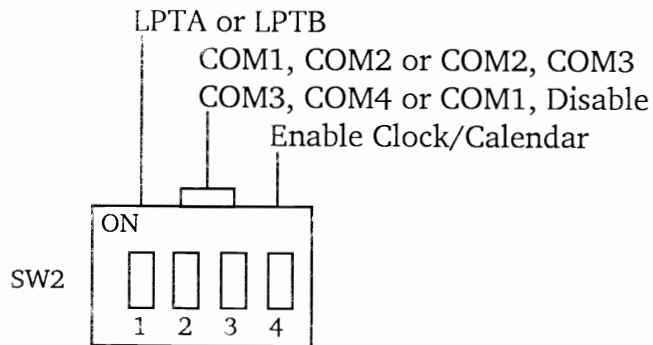 LPTA or LPTB
COM1, COM2 or COM2, COM3
COM3, COM4 or COM1, Disable
Enable Clock/Calendar
ON
SW2
1 2 3 4